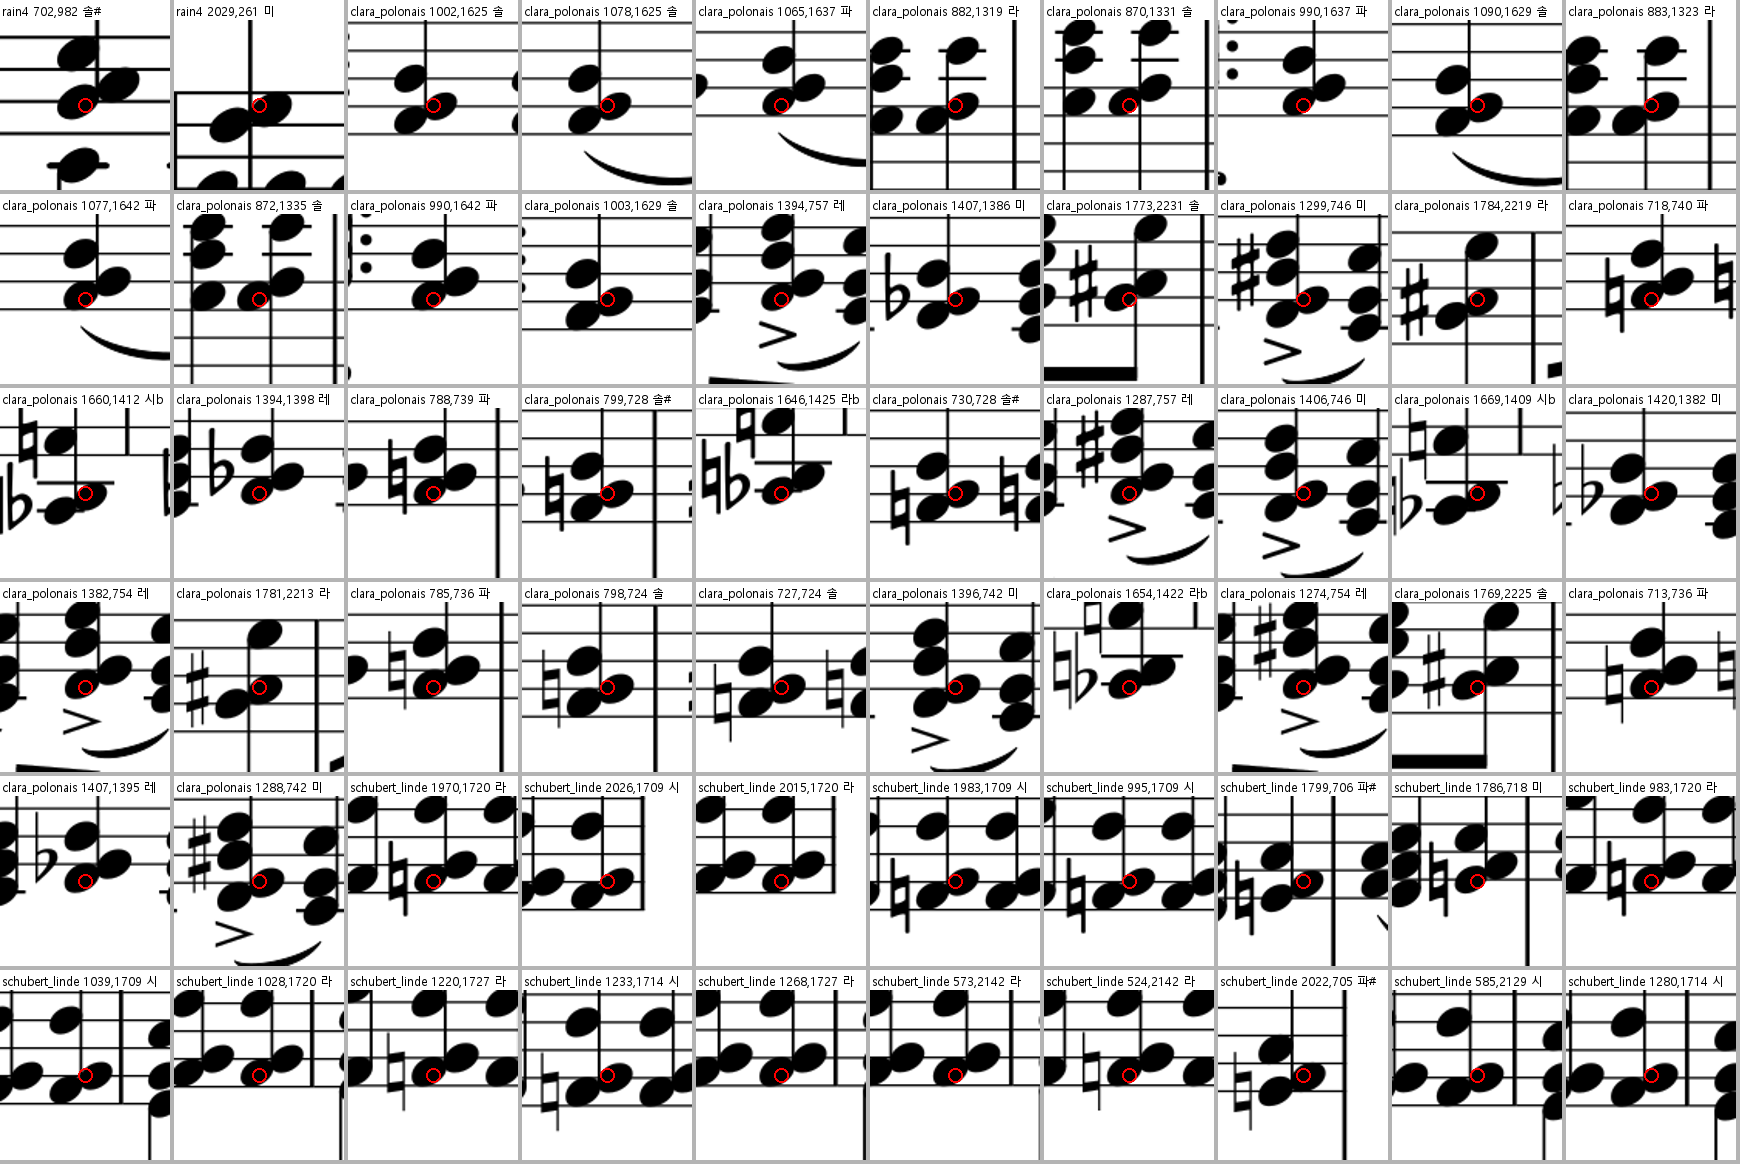 rain4 702,982 솔#
rain4 2029,261 미
clara_polonais 1002,1625 솔
clara_polonais 1078,1625 솔
clara_polonais 1065,1637 파
clara_polonais 882,1319 라
clara_polonais 870,1331 솔
clara_polonais 990,1637 파
clara_polonais 1090,1629 솔
clara_polonais 883,1323 라
clara_polonais 1077,1642 파
clara_polonais 872,1335 솔
clara_polonais 990,1642 파
clara_polonais 1003,1629 솔
clara_polonais 1394,757 레
clara_polonais 1407,1386 미
clara_polonais 1773,2231 솔
clara_polonais 1299,746 미
clara_polonais 1784,2219 라
clara_polonais 718,740 파
clara_polonais 1660,1412 시b
clara_polonais 1394,1398 레
clara_polonais 788,739 파
clara_polonais 799,728 솔#
clara_polonais 1646,1425 라b
clara_polonais 730,728 솔#
clara_polonais 1287,757 레
clara_polonais 1406,746 미
clara_polonais 1669,1409 시b
clara_polonais 1420,1382 미
clara_polonais 1382,754 레
clara_polonais 1781,2213 라
clara_polonais 785,736 파
clara_polonais 798,724 솔
clara_polonais 727,724 솔
clara_polonais 1396,742 미
clara_polonais 1654,1422 라b
clara_polonais 1274,754 레
clara_polonais 1769,2225 솔
clara_polonais 713,736 파
clara_polonais 1407,1395 레
clara_polonais 1288,742 미
schubert_linde 1970,1720 라
schubert_linde 2026,1709 시
schubert_linde 2015,1720 라
schubert_linde 1983,1709 시
schubert_linde 995,1709 시
schubert_linde 1799,706 파#
schubert_linde 1786,718 미
schubert_linde 983,1720 라
schubert_linde 1039,1709 시
schubert_linde 1028,1720 라
schubert_linde 1220,1727 라
schubert_linde 1233,1714 시
schubert_linde 1268,1727 라
schubert_linde 573,2142 라
schubert_linde 524,2142 라
schubert_linde 2022,705 파#
schubert_linde 585,2129 시
schubert_linde 1280,1714 시